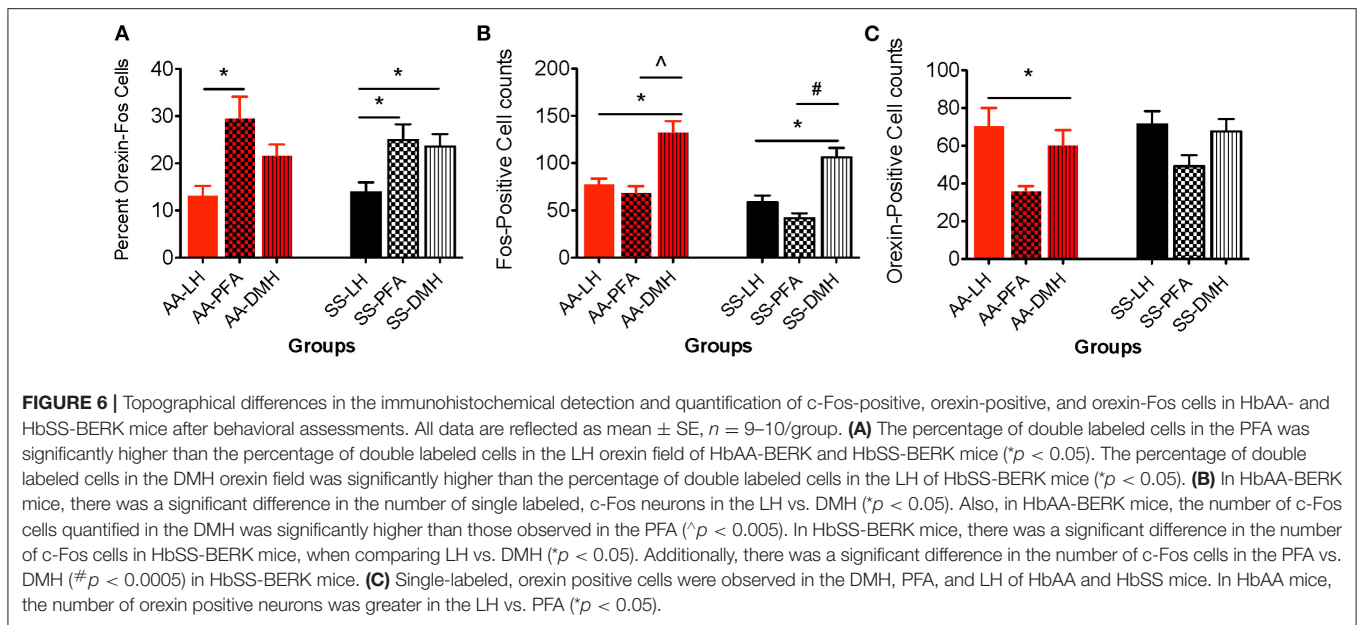 A
Percent Orexin-Fos Cells
40
30
20
10
0
*
*
*
AA-LH
AA-PFA
AA-DMH
SS-LH
SS-PFA
SS-DMH
Groups
B
Fos-Positive Cell counts
200
150
100
50
0
^
*
#
*
AA-LH
AA-PFA
AA-DMH
SS-LH
SS-PFA
SS-DMH
Groups
C
Orexin-Positive Cell counts
100
80
60
40
20
0
*
AA-LH
AA-PFA
AA-DMH
SS-LH
SS-PFA
SS-DMH
Groups
FIGURE 6 | Topographical differences in the immunohistochemical detection and quantification of c-Fos-positive, orexin-positive, and orexin-Fos cells in HbAA- and
HbSS-BERK mice after behavioral assessments. All data are reflected as mean ± SE, n = 9–10/group. (A) The percentage of double labeled cells in the PFA was
significantly higher than the percentage of double labeled cells in the LH orexin field of HbAA-BERK and HbSS-BERK mice (*p < 0.05). The percentage of double
labeled cells in the DMH orexin field was significantly higher than the percentage of double labeled cells in the LH of HbSS-BERK mice (*p < 0.05). (B) In HbAA-BERK
mice, there was a significant difference in the number of single labeled, c-Fos neurons in the LH vs. DMH (*p < 0.05). Also, in HbAA-BERK mice, the number of c-Fos
cells quantified in the DMH was significantly higher than those observed in the PFA (^p < 0.005). In HbSS-BERK mice, there was a significant difference in the number
of c-Fos cells in HbSS-BERK mice, when comparing LH vs. DMH (*p < 0.05). Additionally, there was a significant difference in the number of c-Fos cells in the PFA vs.
DMH (#p < 0.0005) in HbSS-BERK mice. (C) Single-labeled, orexin positive cells were observed in the DMH, PFA, and LH of HbAA and HbSS mice. In HbAA mice,
the number of orexin positive neurons was greater in the LH vs. PFA (*p < 0.05).